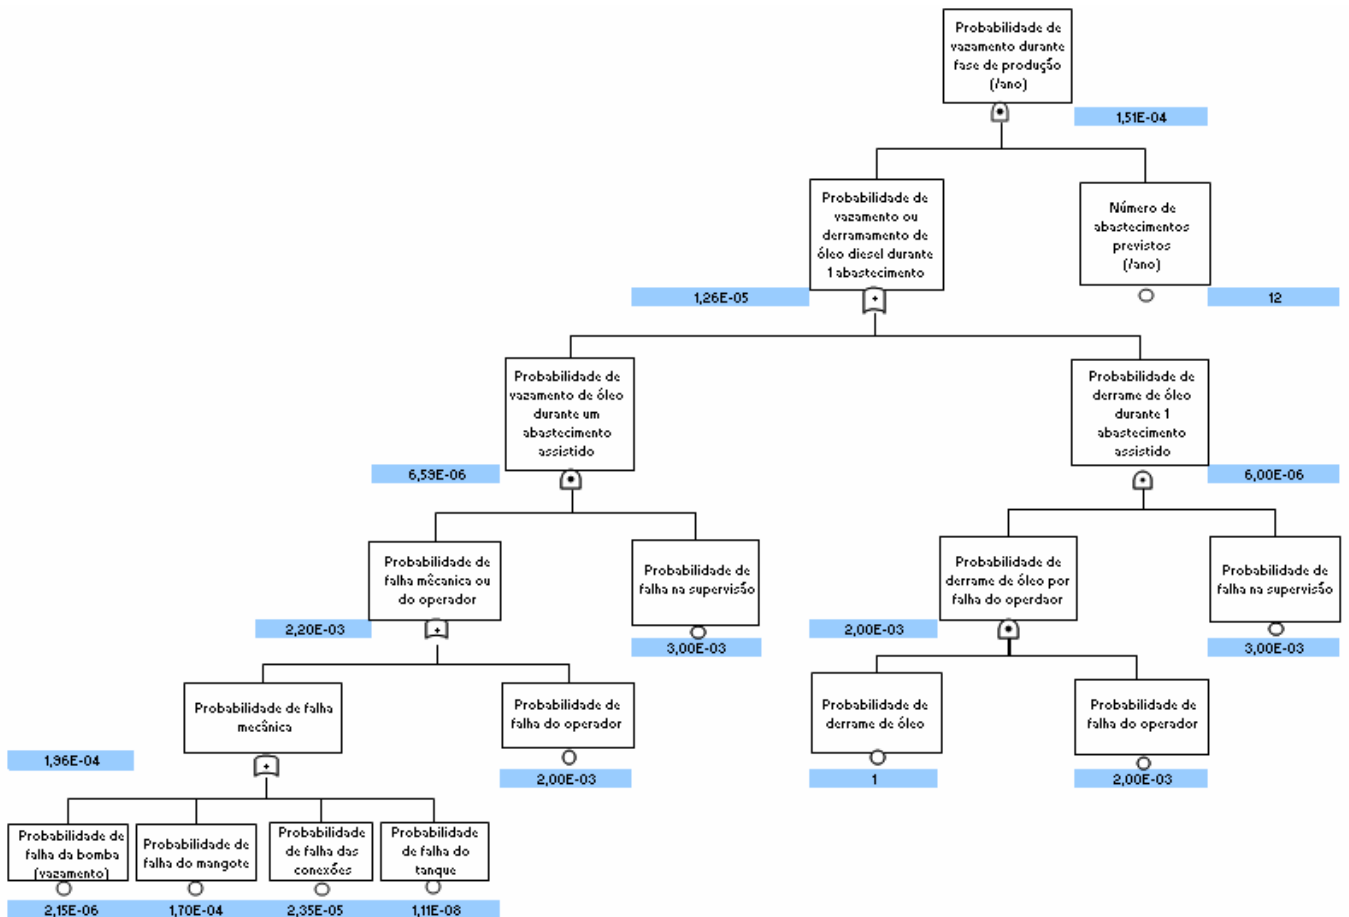 Probabilidade de
vazamento durante
fase de produção
(/ano)
1,51E-04
Probabilidade de
vazamento ou
derramamento de
óleo diesel durante
1 abastecimento
1,26E-05
Número de
abastecimentos
previstos
(/ano)
12
Probabilidade de
vazamento de óleo
durante um
abastecimento
assistido
6,59E-06
Probabilidade de
derrame de óleo
durante 1
abastecimento
assistido
6,00E-06
Probabilidade de
falha mêcanica ou
do operador
2,20E-03
Probabilidade de
falha na supervisão
3,00E-03
Probabilidade de
derrame de óleo por
falha do operdaor
2,00E-03
Probabilidade de
falha na supervisão
3,00E-03
Probabilidade de falha
mecânica
1,96E-04
Probabilidade de
falha do operador
2,00E-03
Probabilidade de
derrame de óleo
1
Probabilidade de
falha do operador
2,00E-03
Probabilidade de
falha da bomba
(vazamento)
2,15E-06
Probabilidade de
falha do mangote
1,70E-04
Probabilidade
de falha das
conexões
2,35E-05
Probabilidade
de falha do
tanque
1,11E-08